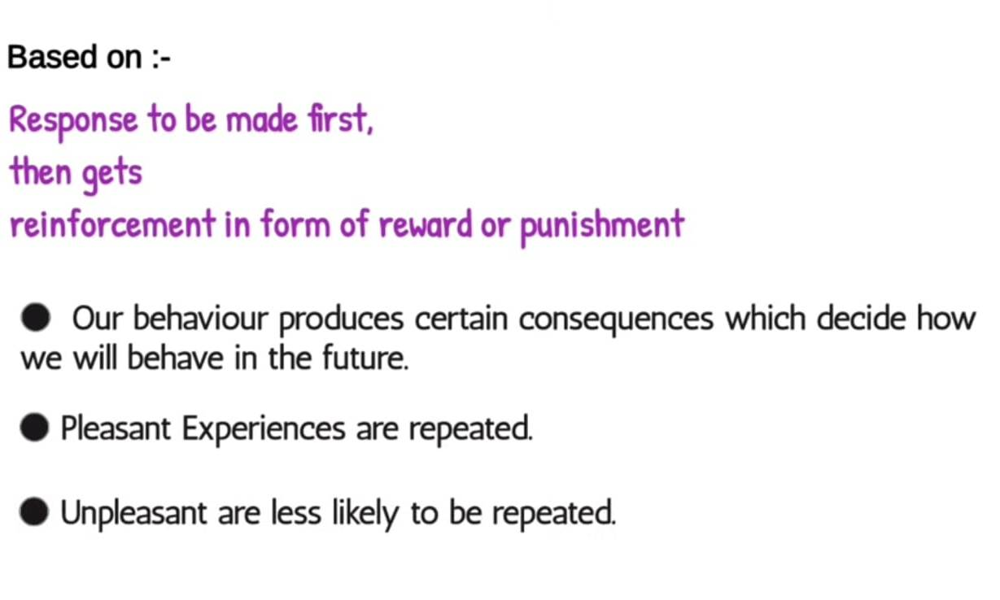 Based on :-
Response to be made first,
then gets
reinforcement in form of reward or punishment
● Our behaviour produces certain consequences which decide how
we will behave in the future.
● Pleasant Experiences are repeated.
● Unpleasant are less likely to be repeated.